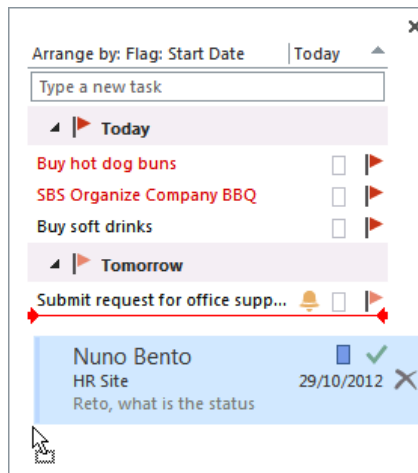 Arrange by: Flag: Start Date Today
Type a new task
Today
Buy hot dog buns
SBS Organize Company BBQ
Buy soft drinks
Tomorrow
Submit request for office supp...
Nuno Bento
HR Site 29/10/2012
Reto, what is the status